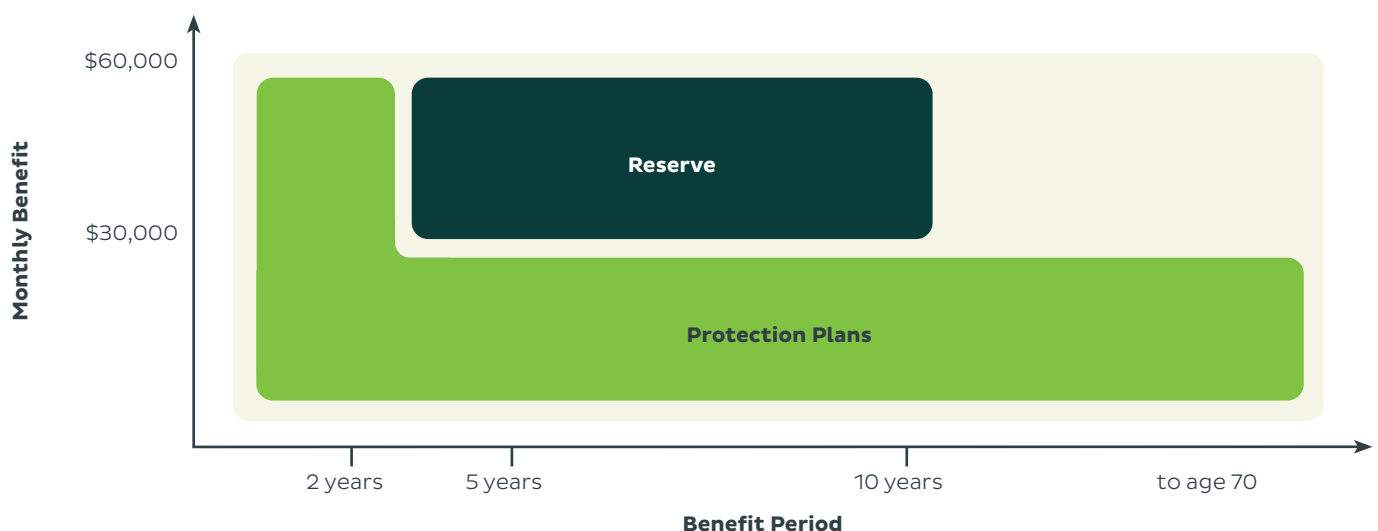 $60,000
Reserve
$30,000
Monthly Benefit
Protection Plans
2 years
5 years
10 years
to age 70
Benefit Period